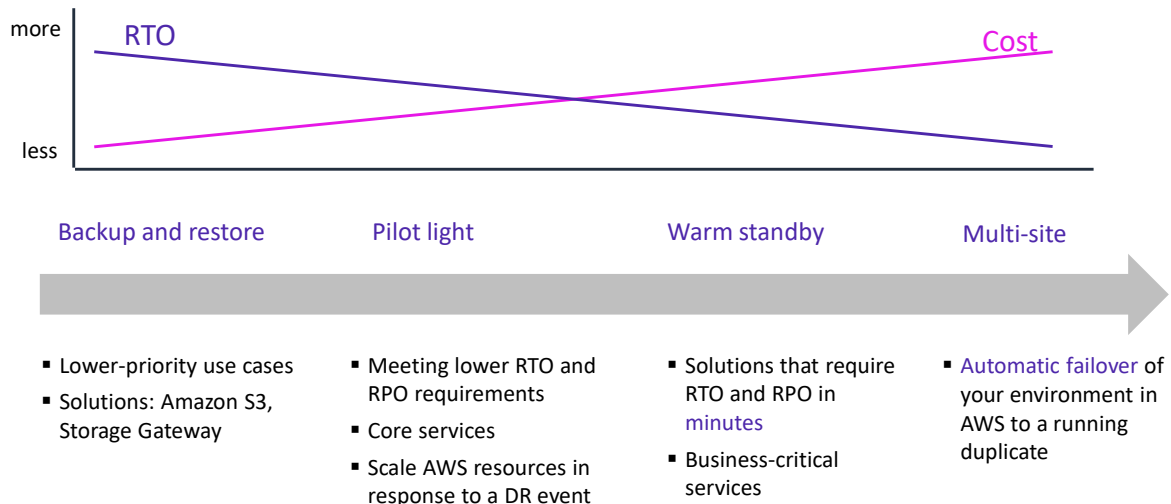 more
RTO
Cost
less
Backup and restore
Pilot light
Warm standby
Multi-site
▪ Lower-priority use cases
▪ Solutions: Amazon S3,
Storage Gateway
▪ Meeting lower RTO and
RPO requirements
▪ Core services
▪ Scale AWS resources in
response to a DR event
▪ Solutions that require
RTO and RPO in
minutes
▪ Business-critical
services
▪ Automatic failover of
your environment in
AWS to a running
duplicate